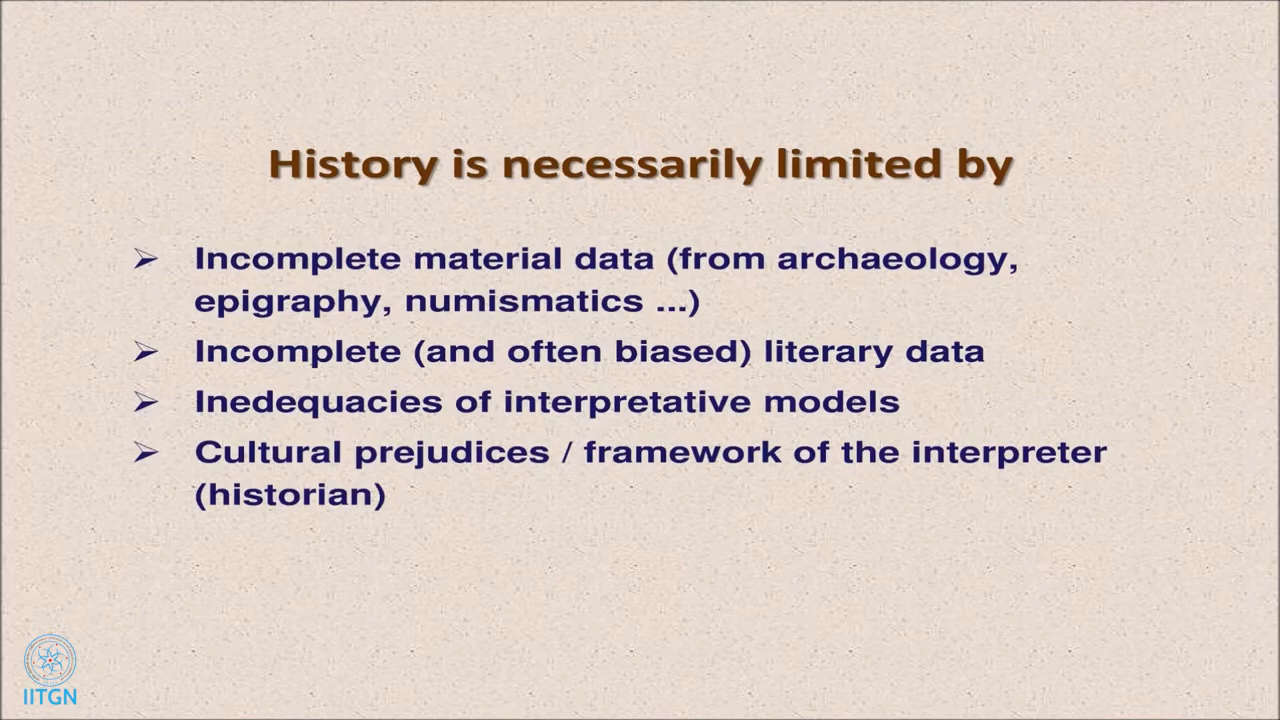 History is necessarily limited by
➢ Incomplete material data (from archaeology,
epigraphy, numismatics ...)
➢ Incomplete (and often biased) literary data
➢ Inedequacies of interpretative models
➢ Cultural prejudices / framework of the interpreter
(historian)
IITGN